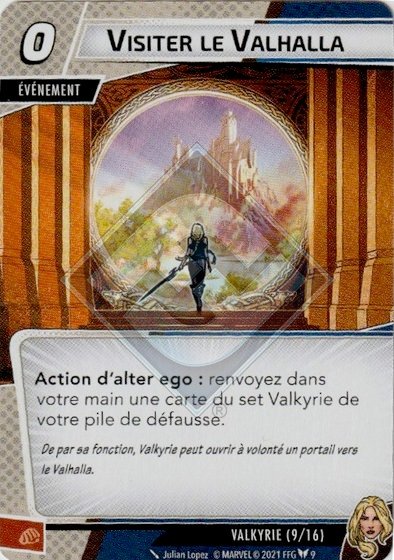 0
VISITER LE VALHALLA
ÉVÉNEMENT
Action d'alter ego : renvoyez dans
votre main une carte du set Valkyrie de
votre pile de défausse.
®
De par sa fonction, Valkyrie peut ouvrir à volonté un portail vers
le Valhalla.
VALKYRIE (9/16)
Julian Lopez © MARVEL © 2021 FFG 9